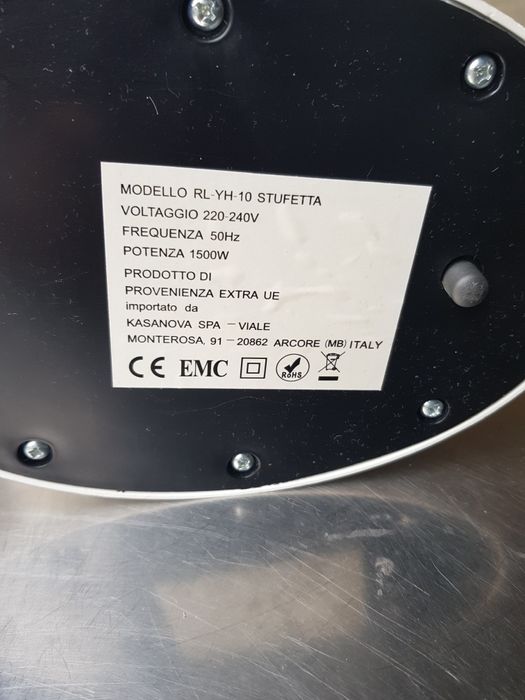 MODELLO RL-YH-10 STUFETTA
VOLTAGGIO 220-240V
FREQUENZA 50Hz
POTENZA 1500W
PRODOTTO DI
PROVENIENZA EXTRA UE
importato da
KASANOVA SPA - VIALE
MONTEROSA, 91 - 20862 ARCORE (MB) ITALY
CE EMC RoHS